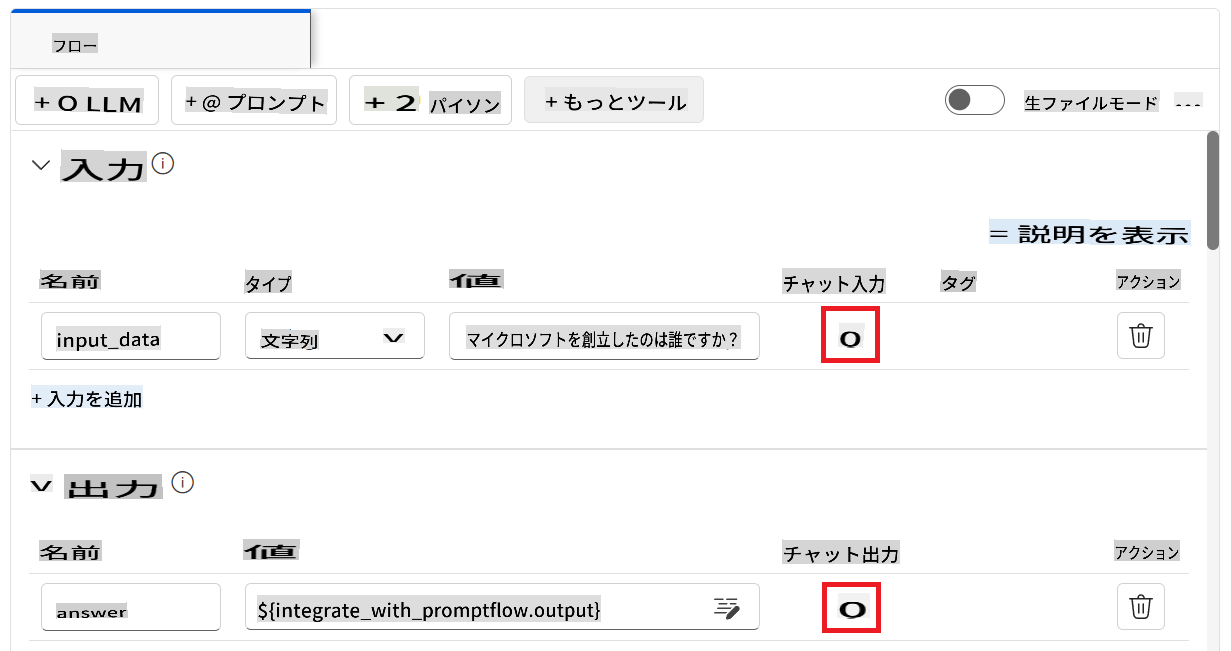 フロー
+ O LLM
+ @ プロンプト
+ 2 パイソン
+ もっとツール
生ファイルモード ...
入力
= 説明を表示
名前 タイプ 値 チャット入力 タグ アクション
input_data 文字列 マイクロソフトを創立したのは誰ですか？ O
+ 入力を追加
出力
名前 値 チャット出力 アクション
answer ${integrate_with_promptflow.output} O